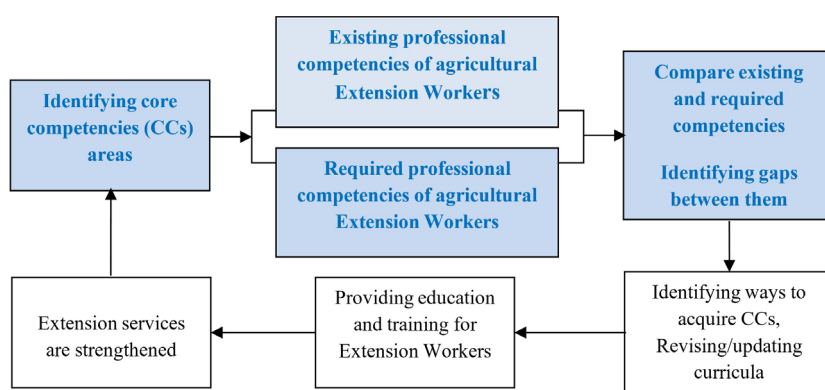 Identifying core
competencies (CCs)
areas
Existing professional
competencies of agricultural
Extension Workers
Required professional
competencies of agricultural
Extension Workers
Compare existing
and required
competencies
Identifying gaps
between them
Identifying ways to
acquire CCs,
Revising/updating
curricula
Providing education
and training for
Extension Workers
Extension services
are strengthened